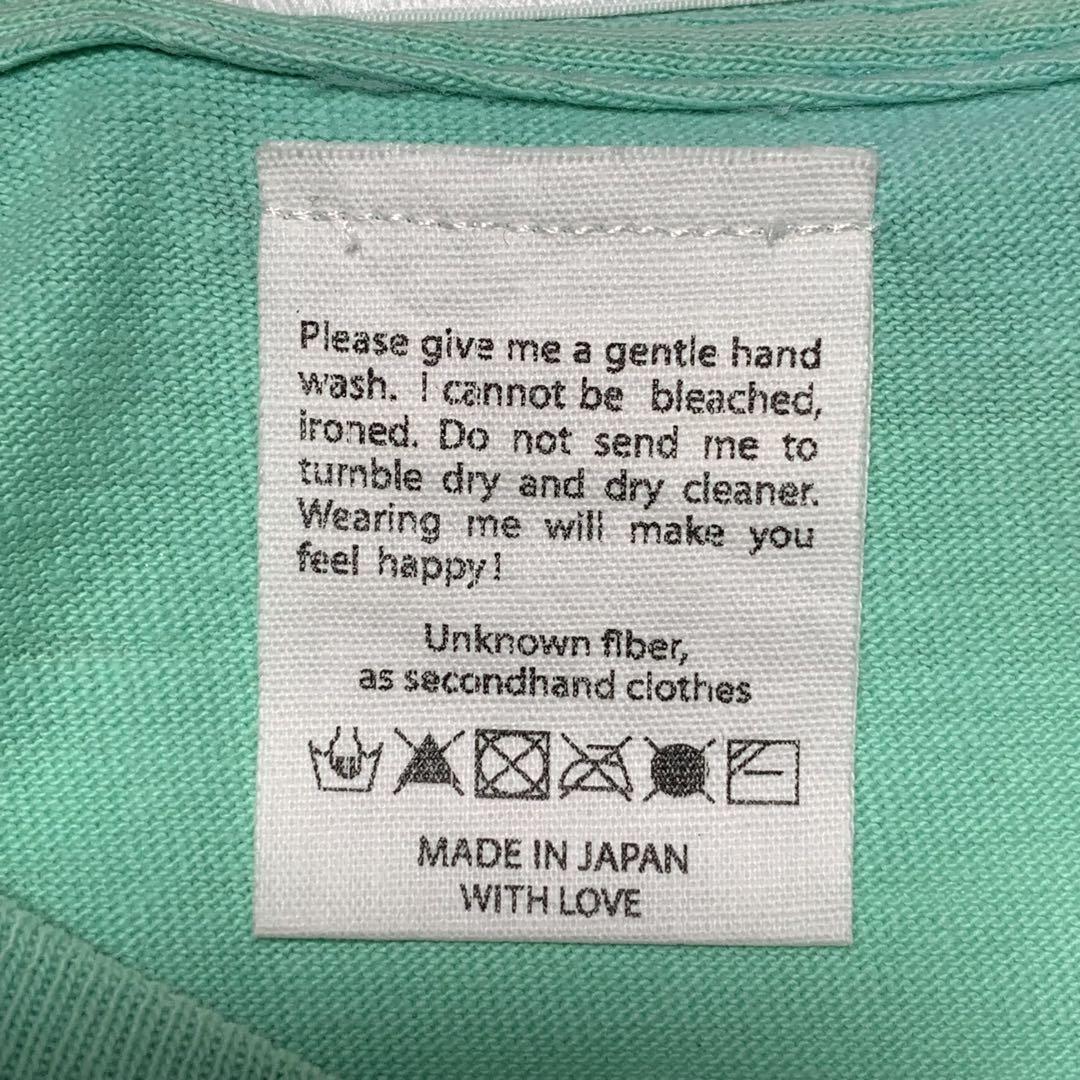 Please give me a gentle hand
wash. I cannot be bleached,
ironed. Do not send me to
tumble dry and dry cleaner.
Wearing me will make you
feel happy!
Unknown fiber,
as secondhand clothes
MADE IN JAPAN
WITH LOVE